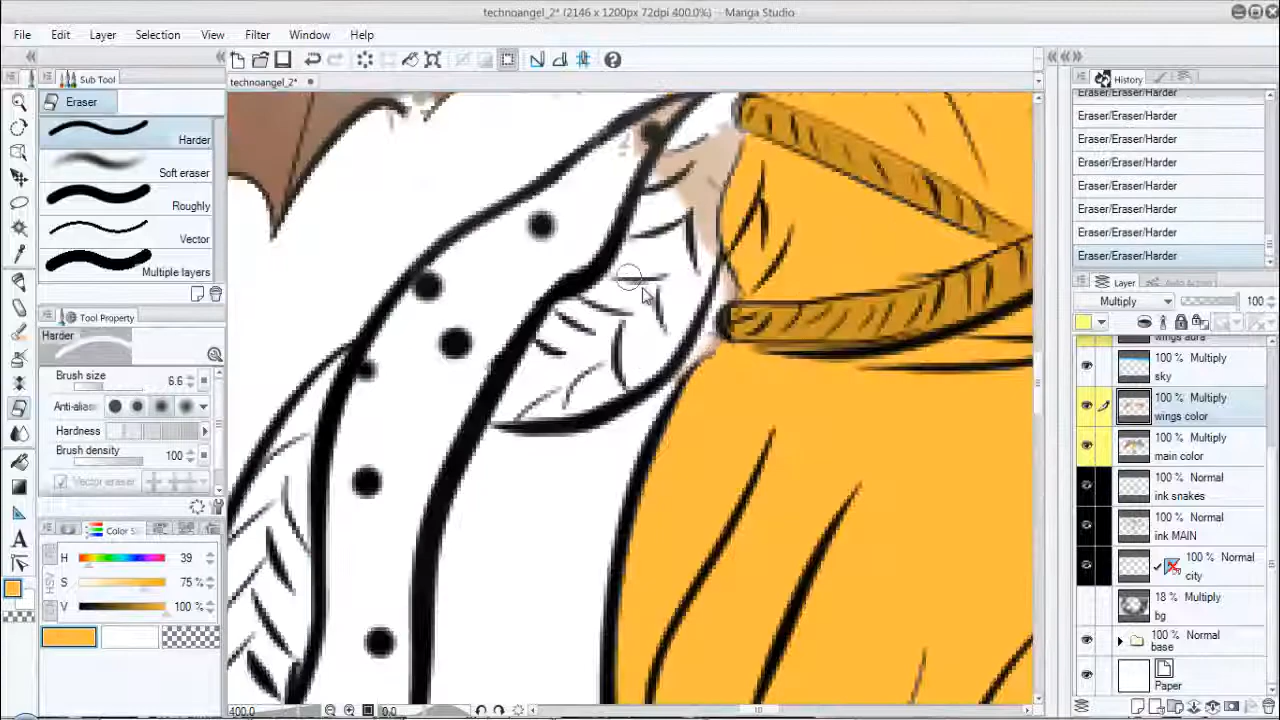 technoangel_2* (2146 x 1200px 72dpi 400.0%) - Manga Studio
File Edit Layer Selection View Filter Window Help
Sub Tool
technoangel_2*
History
Eraser
Harder
Soft eraser
Roughly
Vector
Multiple layers
Tool Property
Harder
Brush size 6.6
Anti-alias
Hardness
Brush density 100
Vector eraser
Color S
H 39
S 75 %
V 100 %
400.0
0.0
Eraser/Eraser/Harder
Eraser/Eraser/Harder
Eraser/Eraser/Harder
Eraser/Eraser/Harder
Eraser/Eraser/Harder
Eraser/Eraser/Harder
Eraser/Eraser/Harder
Eraser/Eraser/Harder
Layer
Multiply 100
wings aura
100 % Multiply
sky
100 % Multiply
wings color
100 % Multiply
main color
100 % Normal
ink snakes
100 % Normal
ink MAIN
100 % Normal
city
18 % Multiply
bg
100 % Normal
base
Paper